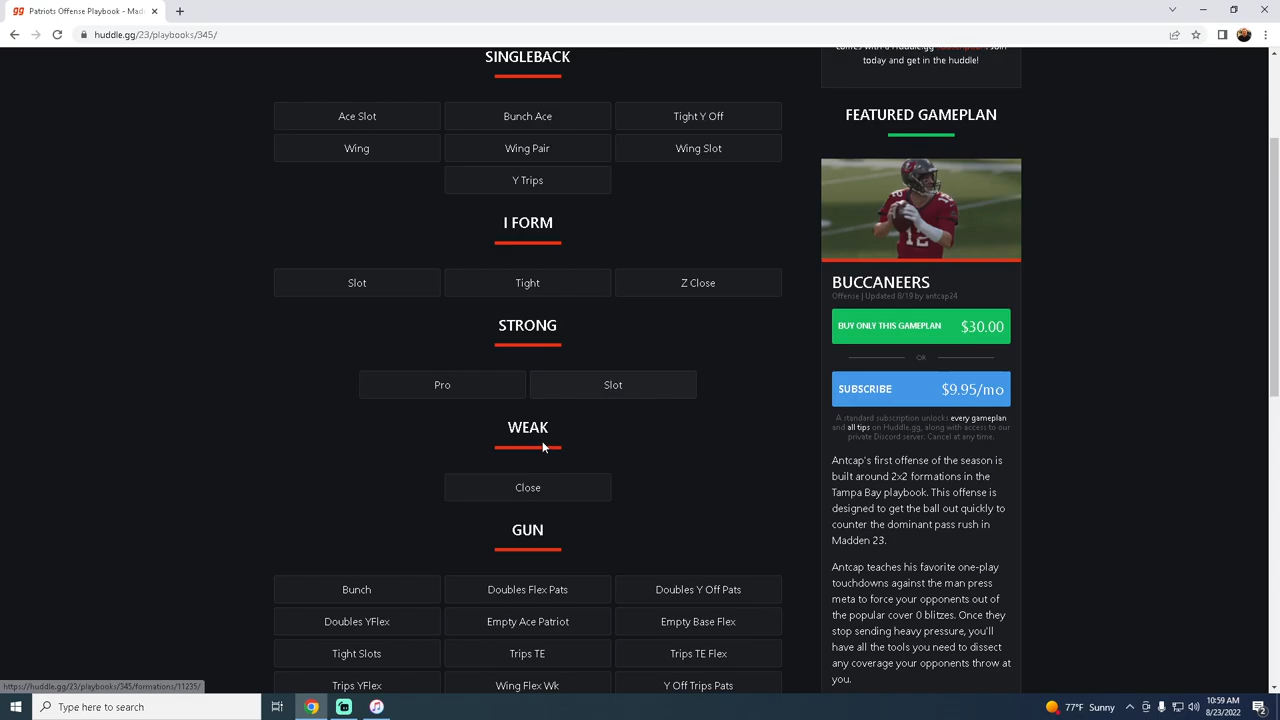 gg Patriots Offense Playbook - Mad
huddle.gg/23/playbooks/345/
SINGLEBACK
Ace Slot
Bunch Ace
Tight Y Off
Wing
Wing Pair
Wing Slot
Y Trips
I FORM
Slot
Tight
Z Close
STRONG
Pro
Slot
WEAK
Close
GUN
Bunch
Doubles Flex Pats
Doubles Y Off Pats
Doubles YFlex
Empty Ace Patriot
Empty Base Flex
Tight Slots
Trips TE
Trips TE Flex
Trips YFlex
Wing Flex Wk
Y Off Trips Pats
comes with a Huddle.gg subscription. Join
today and get in the huddle!
FEATURED GAMEPLAN
BUCCANEERS
Offense | Updated 8/19 by antcap24
BUY ONLY THIS GAMEPLAN $30.00
OR
SUBSCRIBE $9.95/mo
A standard subscription unlocks every gameplan
and all tips on Huddle.gg, along with access to our
private Discord server. Cancel at any time.
Antcap's first offense of the season is
built around 2x2 formations in the
Tampa Bay playbook. This offense is
designed to get the ball out quickly to
counter the dominant pass rush in
Madden 23.
Antcap teaches his favorite one-play
touchdowns against the man press
meta to force your opponents out of
the popular cover 0 blitzes. Once they
stop sending heavy pressure, you'll
have all the tools you need to dissect
any coverage your opponents throw at
you.
https://huddle.gg/23/playbooks/345/formations/11235/
Type here to search
77°F Sunny
10:59 AM
8/23/2022
2